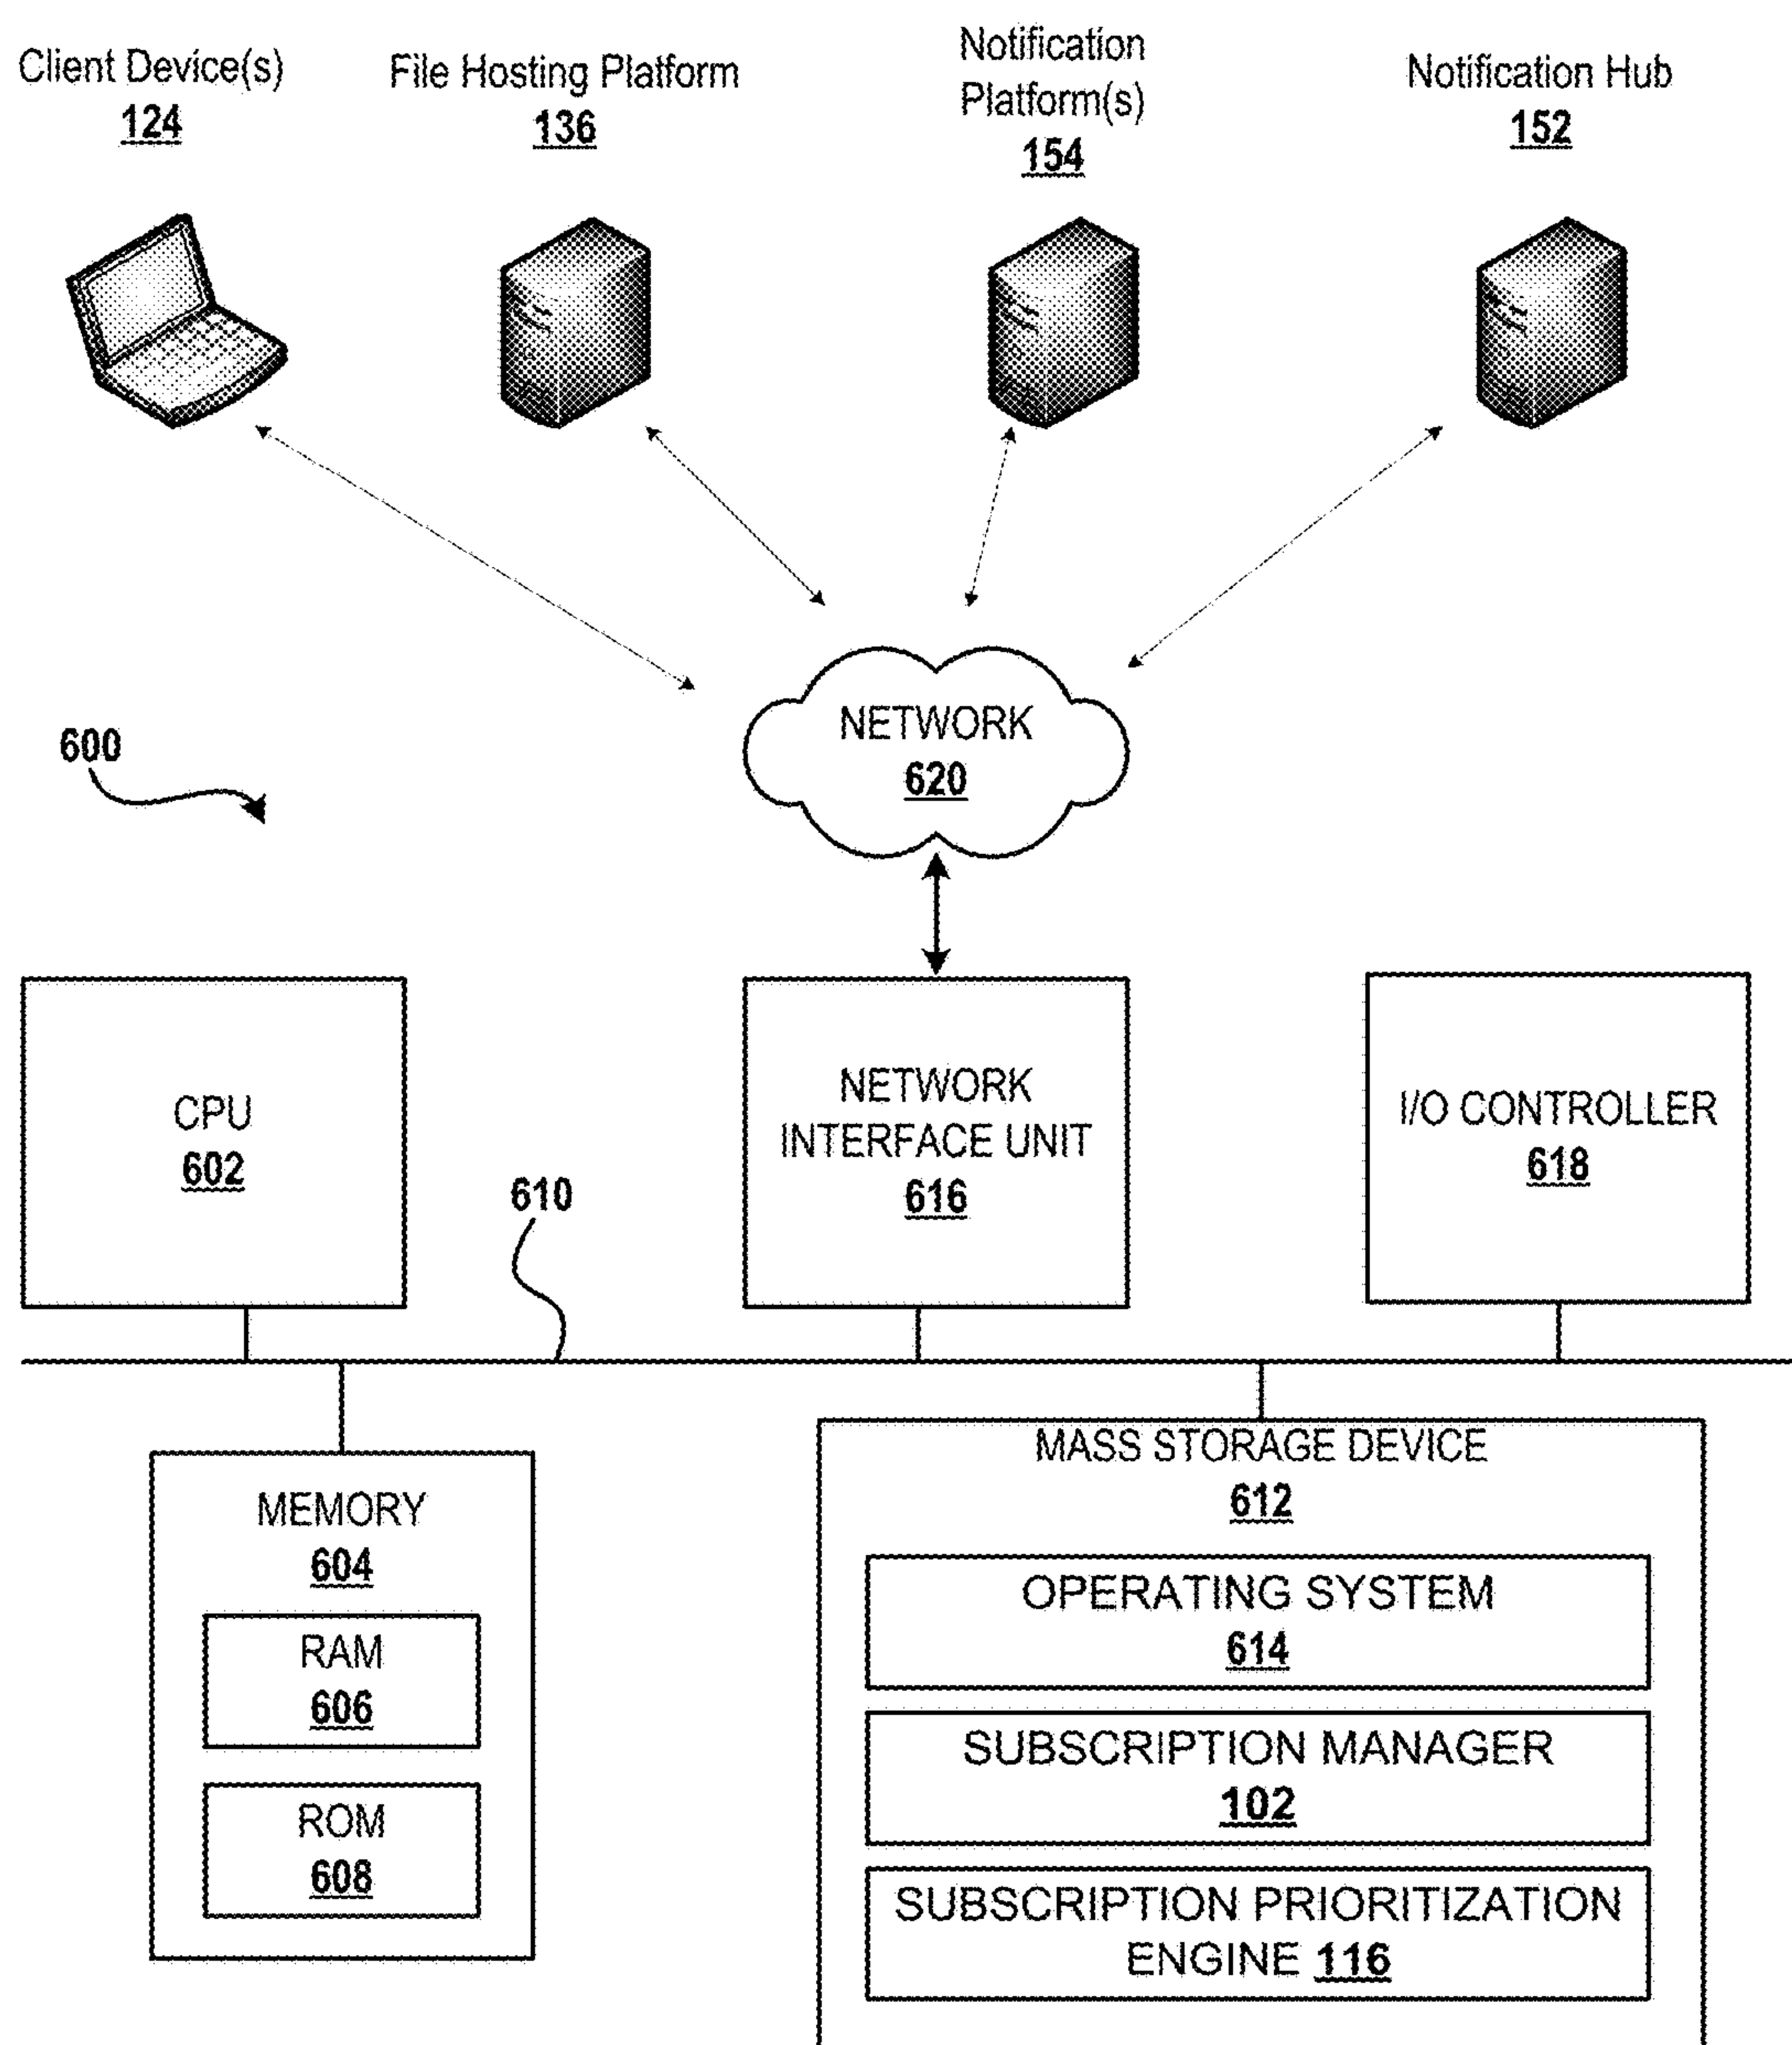 Client Device(s)
124
File Hosting Platform
136
Notification
Platform(s)
154
Notification Hub
152
NETWORK
620
600
CPU
602
NETWORK
INTERFACE UNIT
616
I/O CONTROLLER
618
610
MEMORY
604
RAM
606
ROM
608
MASS STORAGE DEVICE
612
OPERATING SYSTEM
614
SUBSCRIPTION MANAGER
102
SUBSCRIPTION PRIORITIZATION
ENGINE 116